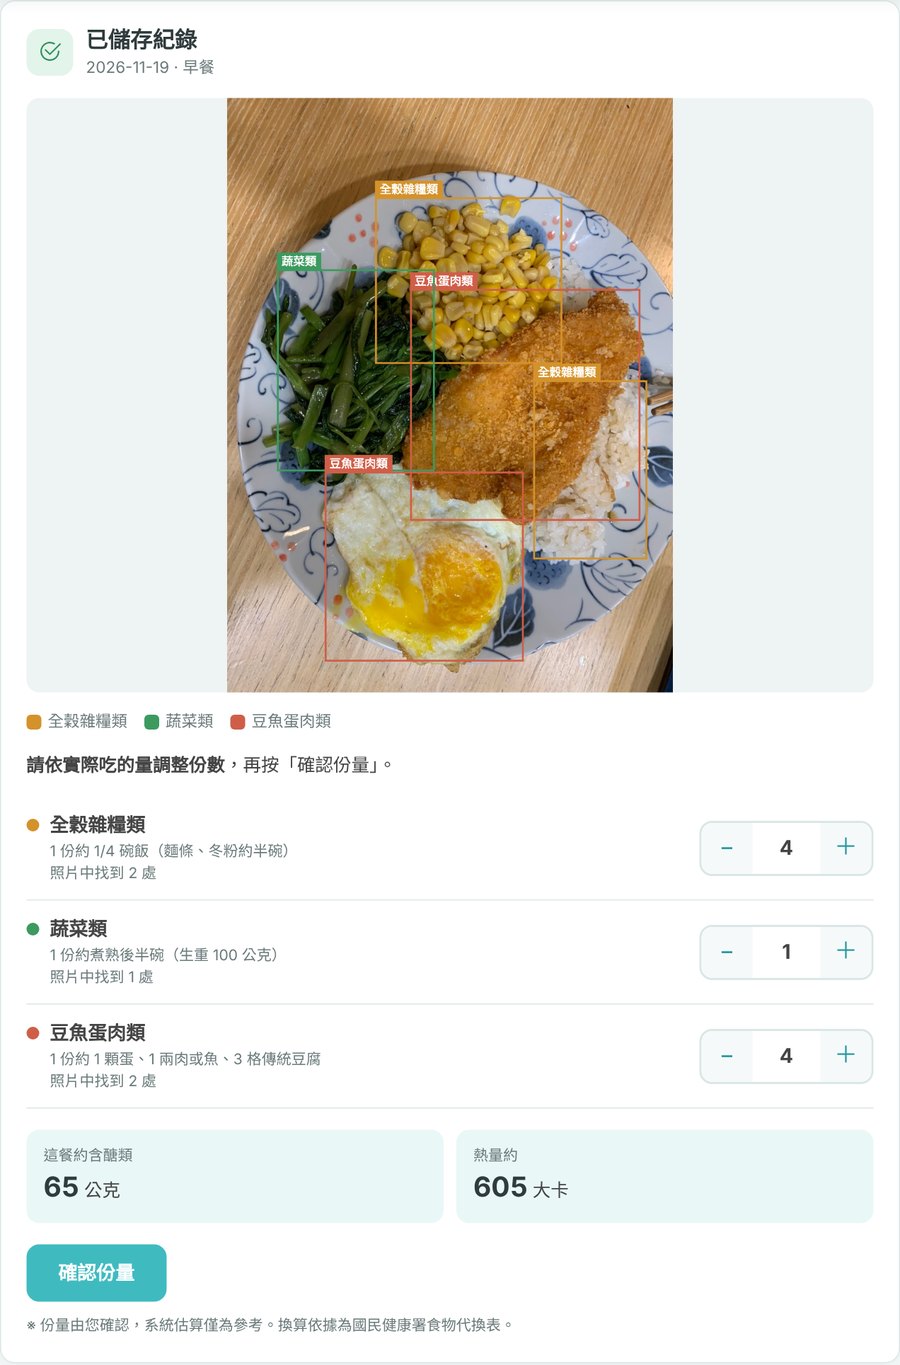 已儲存紀錄
2026-11-19 · 早餐
全穀雜糧類
蔬菜類
豆魚蛋肉類
全穀雜糧類
豆魚蛋肉類
全穀雜糧類 蔬菜類 豆魚蛋肉類
請依實際吃的量調整份數，再按「確認份量」。
全穀雜糧類
1 份約 1/4 碗飯（麵條、冬粉約半碗）
照片中找到 2 處
− 4 +
蔬菜類
1 份約煮熟後半碗（生重 100 公克）
照片中找到 1 處
− 1 +
豆魚蛋肉類
1 份約 1 顆蛋、1 兩肉或魚、3 格傳統豆腐
照片中找到 2 處
− 4 +
這餐約含醣類
65 公克
熱量約
605 大卡
確認份量
※ 份量由您確認，系統估算僅為參考。換算依據為國民健康署食物代換表。